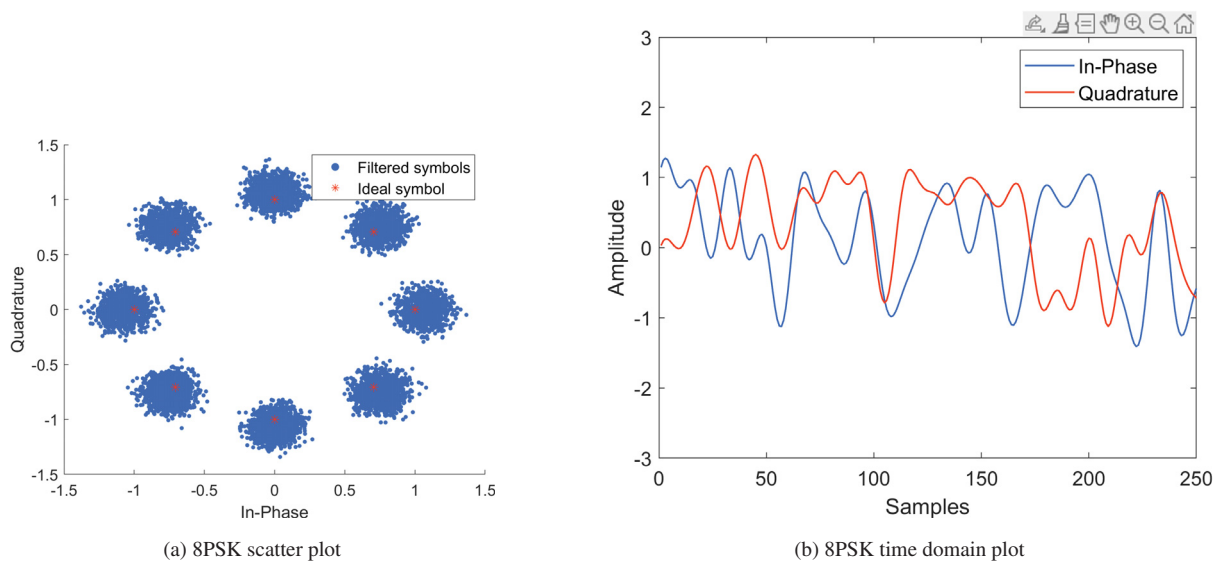 1.5
1
0.5
0
-0.5
-1
-1.5
Quadrature
Filtered symbols
Ideal symbol
-1.5
-1
-0.5
0
0.5
1
1.5
In-Phase
(a) 8PSK scatter plot
3
2
1
0
-1
-2
-3
Amplitude
In-Phase
Quadrature
0
50
100
150
200
250
Samples
(b) 8PSK time domain plot